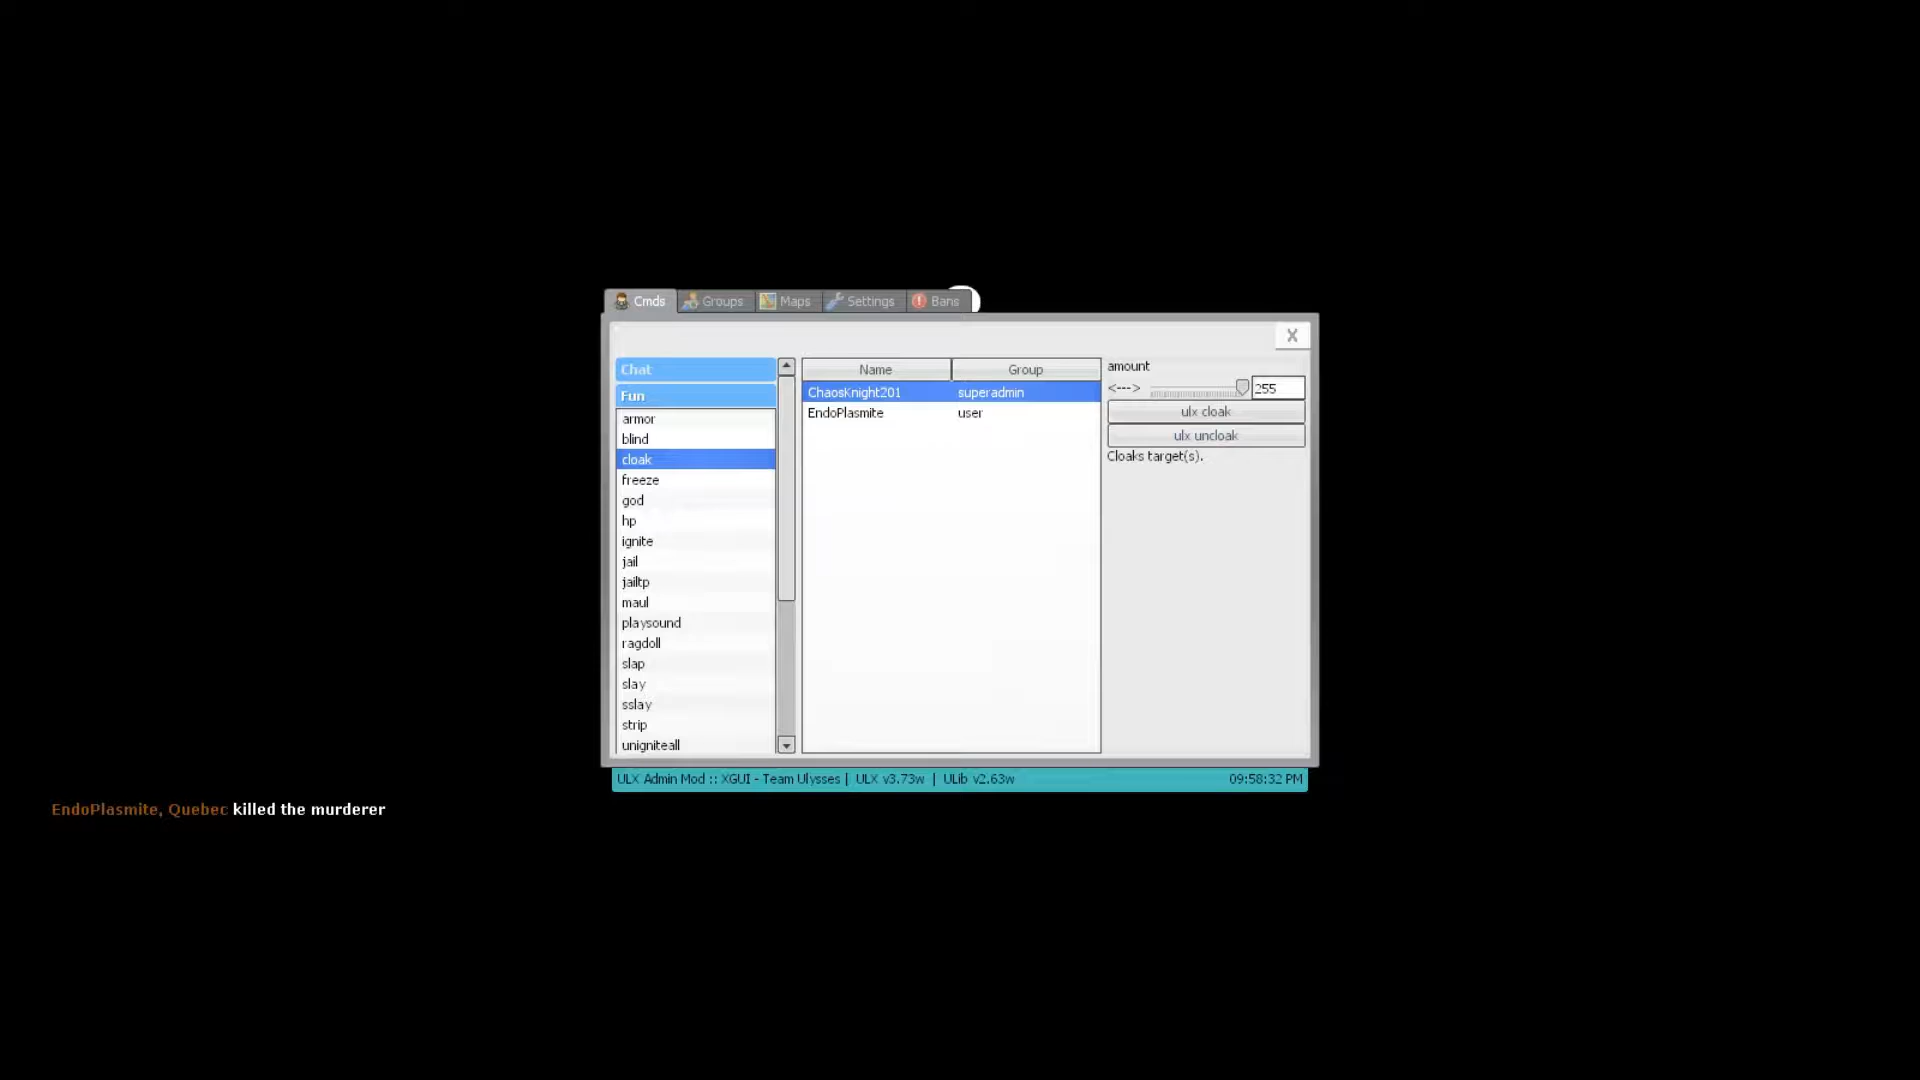 Cmds Groups Maps Settings Bans
X
Chat
Fun
armor
blind
cloak
freeze
god
hp
ignite
jail
jailtp
maul
playsound
ragdoll
slap
slay
sslay
strip
unigniteall
Name Group
ChaosKnight201 superadmin
EndoPlasmite user
amount
<---> 255
ulx cloak
ulx uncloak
Cloaks target(s).
ULX Admin Mod :: XGUI - Team Ulysses | ULX v3.73w | ULib v2.63w 09:58:32 PM
EndoPlasmite, Quebec killed the murderer